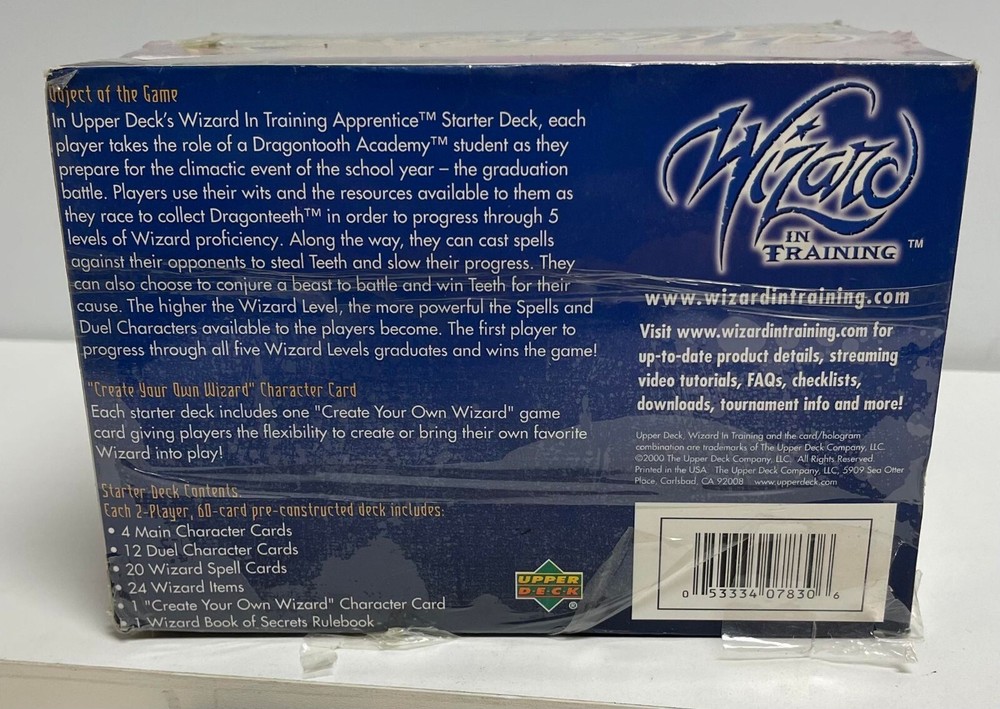 Object of the Game
In Upper Deck's Wizard In Training Apprentice™ Starter Deck, each
player takes the role of a Dragontooth Academy™ student as they
prepare for the climactic event of the school year – the graduation
battle. Players use their wits and the resources available to them as
they race to collect Dragonteeth™ in order to progress through 5
levels of Wizard proficiency. Along the way, they can cast spells
against their opponents to steal Teeth and slow their progress. They
can also choose to conjure a beast to battle and win Teeth for their
cause. The higher the Wizard Level, the more powerful the Spells and
Duel Characters available to the players become. The first player to
progress through all five Wizard Levels graduates and wins the game!
"Create Your Own Wizard" Character Card
Each starter deck includes one "Create Your Own Wizard" game
card giving players the flexibility to create or bring their own favorite
Wizard into play!
Starter Deck Contents:
Each 2-Player, 60-card pre-constructed deck includes:
• 4 Main Character Cards
• 12 Duel Character Cards
• 20 Wizard Spell Cards
• 24 Wizard Items
• 1 "Create Your Own Wizard" Character Card
• 1 Wizard Book of Secrets Rulebook
UPPER
D·E·C·K
®
Wizard
IN
TRAINING™
www.wizardintraining.com
Visit www.wizardintraining.com for
up-to-date product details, streaming
video tutorials, FAQs, checklists,
downloads, tournament info and more!
Upper Deck, Wizard In Training and the card/hologram
combination are trademarks of The Upper Deck Company, LLC.
©2000 The Upper Deck Company, LLC. All Rights Reserved.
Printed in the USA. The Upper Deck Company, LLC, 5909 Sea Otter
Place, Carlsbad, CA 92008 www.upperdeck.com
0 53334 07830 6